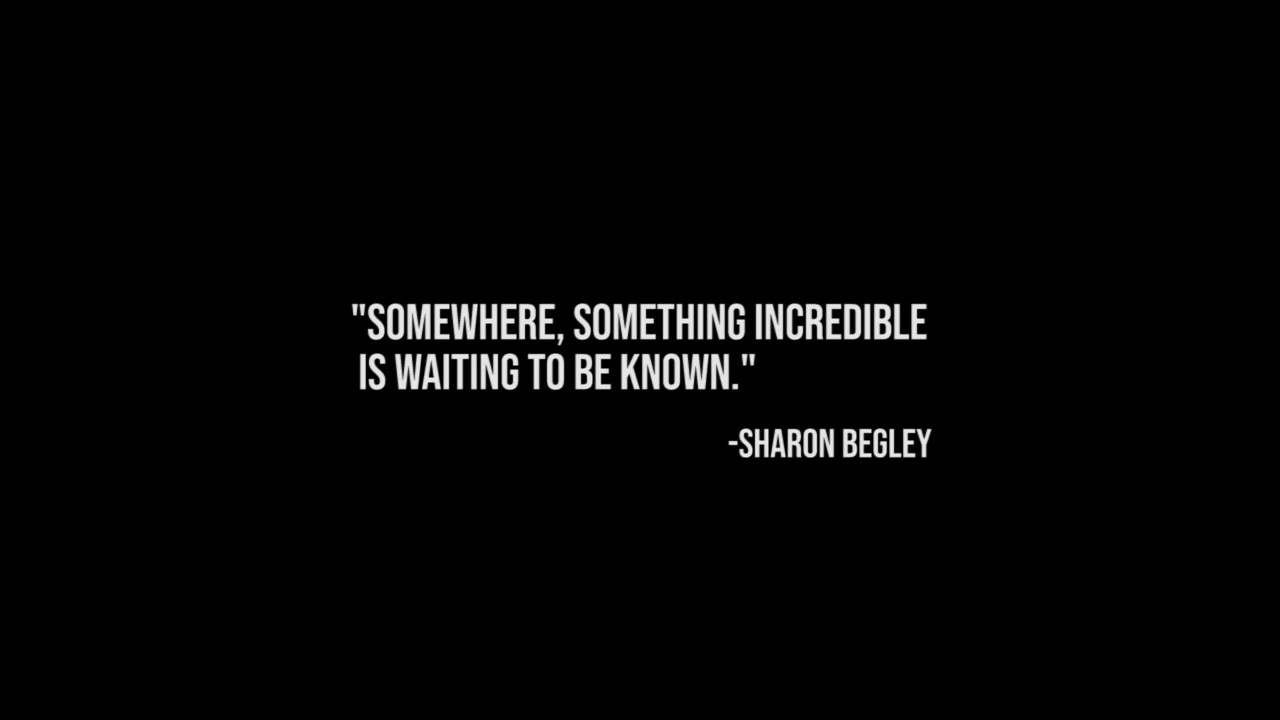 "SOMEWHERE, SOMETHING INCREDIBLE
IS WAITING TO BE KNOWN."
-SHARON BEGLEY